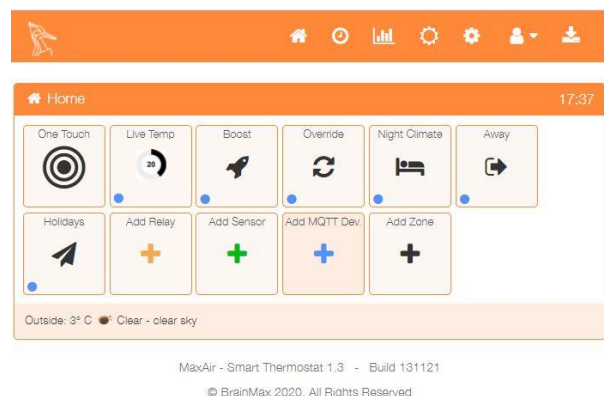 Home 17:37
One Touch Live Temp Boost Override Night Climate Away
20
Holidays Add Relay Add Sensor Add MQTT Dev. Add Zone
Outside: 3° C Clear - clear sky
MaxAir - Smart Thermostat 1.3 - Build 131121
© BrainMax 2020. All Rights Reserved